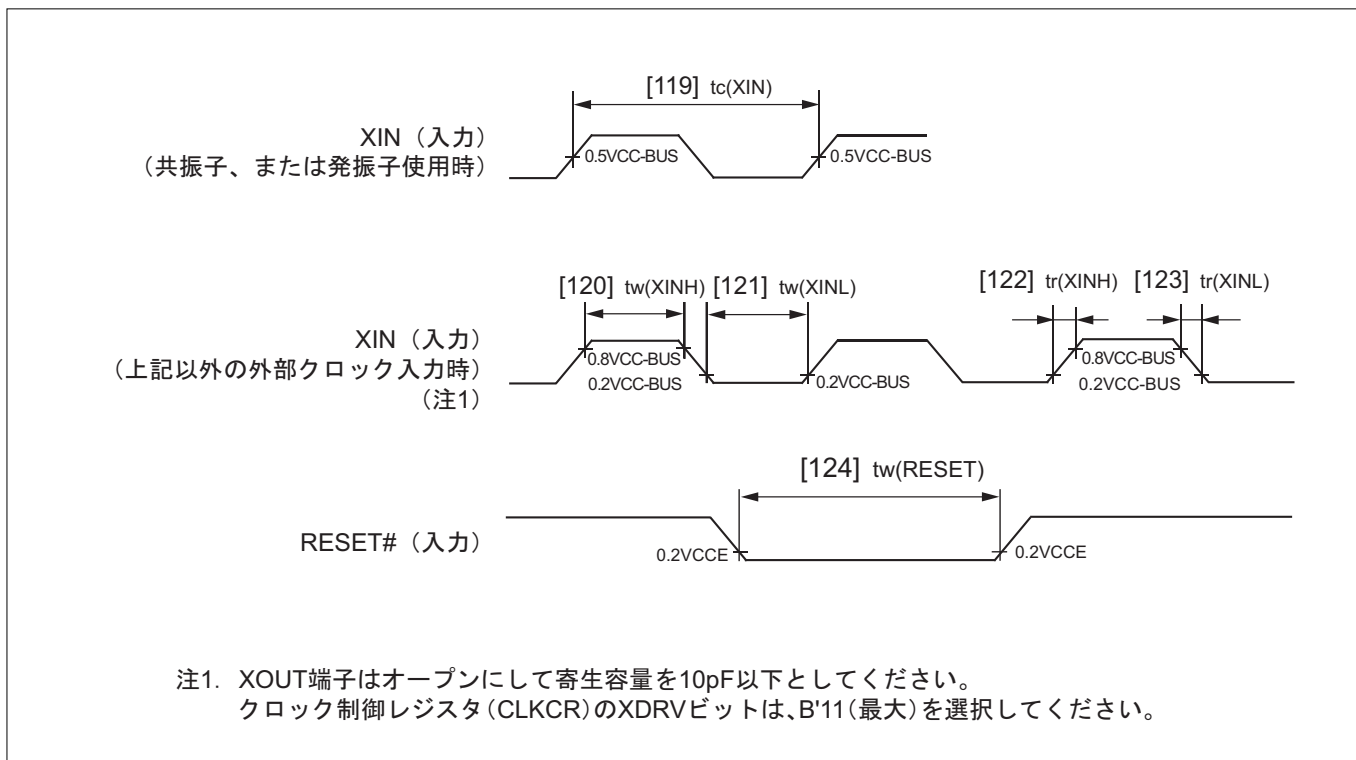 [119] tc(XIN)
XIN（入力）
（共振子、または発振子使用時）
0.5VCC-BUS
0.5VCC-BUS
[120] tw(XINH)
[121] tw(XINL)
[122] tr(XINH)
[123] tr(XINL)
XIN（入力）
（上記以外の外部クロック入力時）
（注1）
0.8VCC-BUS
0.2VCC-BUS
0.2VCC-BUS
0.8VCC-BUS
0.2VCC-BUS
[124] tw(RESET)
RESET#（入力）
0.2VCCE
0.2VCCE
注1. XOUT端子はオープンにして寄生容量を10pF以下としてください。
クロック制御レジスタ(CLKCR)のXDRVビットは、B'11(最大)を選択してください。